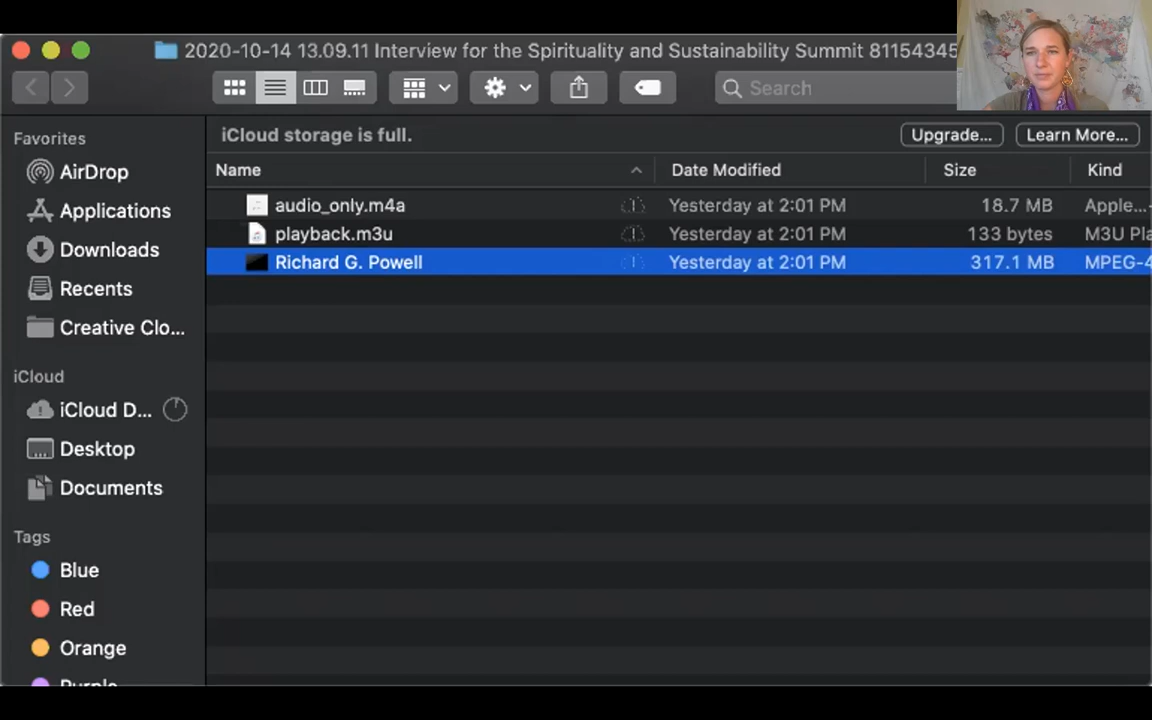 2020-10-14 13.09.11 Interview for the Spirituality and Sustainability Summit 81154345
Search
Favorites
AirDrop
Applications
Downloads
Recents
Creative Clo...
iCloud
iCloud D...
Desktop
Documents
Tags
Blue
Red
Orange
Purple
iCloud storage is full.
Upgrade...
Learn More...
Name Date Modified Size Kind
audio_only.m4a Yesterday at 2:01 PM 18.7 MB Apple...
playback.m3u Yesterday at 2:01 PM 133 bytes M3U Pla
Richard G. Powell Yesterday at 2:01 PM 317.1 MB MPEG-4